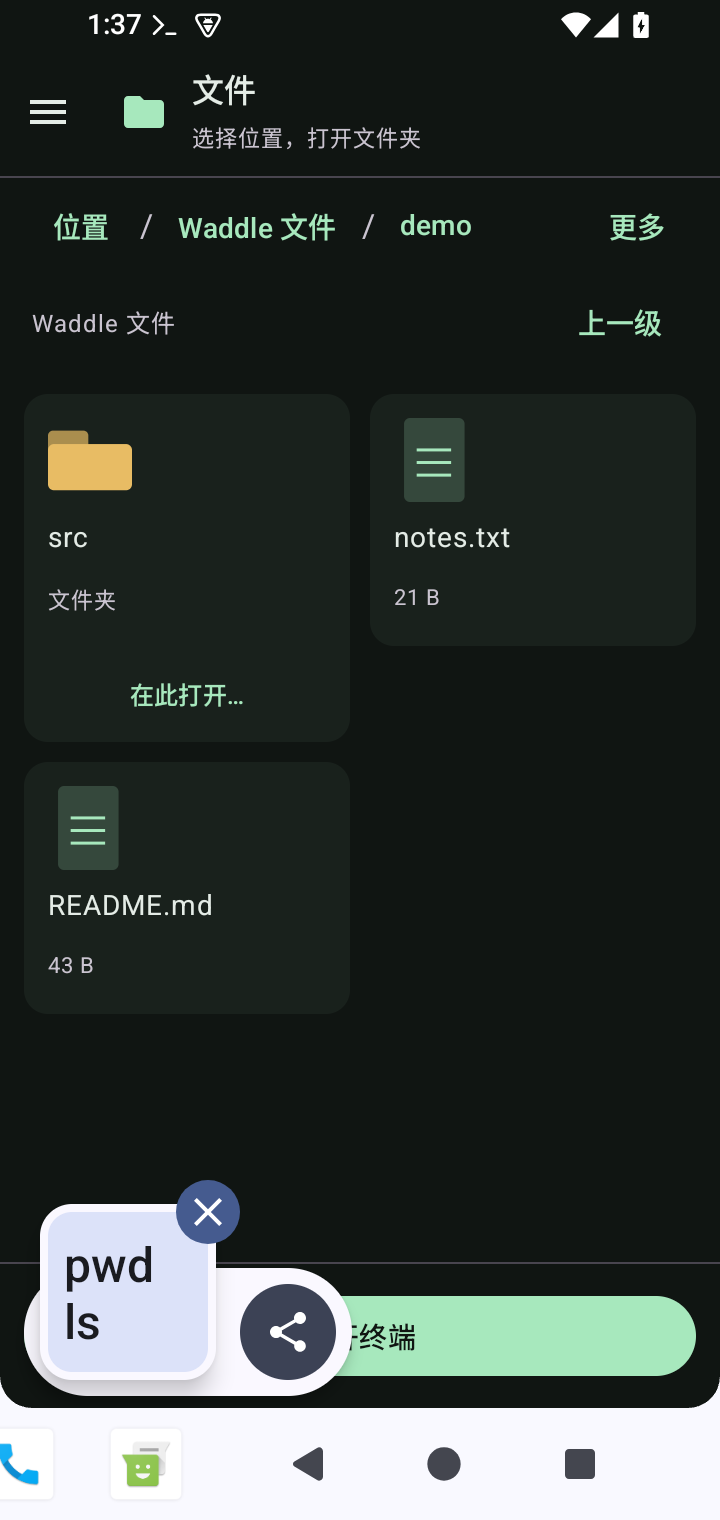 1:37
文件
选择位置，打开文件夹
位置 / Waddle 文件 / demo 更多
Waddle 文件 上一级
src
文件夹
在此打开…
notes.txt
21 B
README.md
43 B
pwd
ls
终端